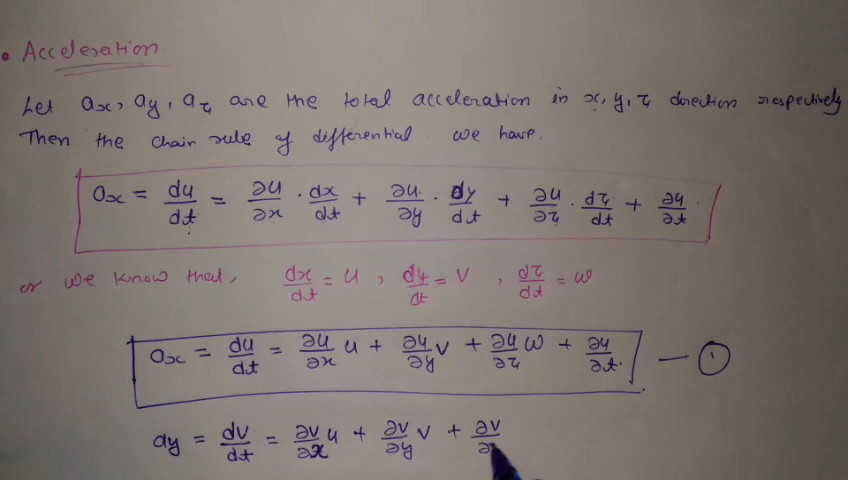 • Acceleration.
Let ax, ay, az are the total acceleration in x, y, z direction respectively
Then the chain rule of differential. we have.
ax = du/dt = ∂u/∂x · dx/dt + ∂u/∂y · dy/dt + ∂u/∂z · dz/dt + ∂u/∂t
or we know that, dx/dt = u, dy/dt = v, dz/dt = w
ax = du/dt = ∂u/∂x u + ∂u/∂y v + ∂u/∂z w + ∂u/∂t. — ①
ay = dv/dt = ∂v/∂x u + ∂v/∂y v + ∂v/∂